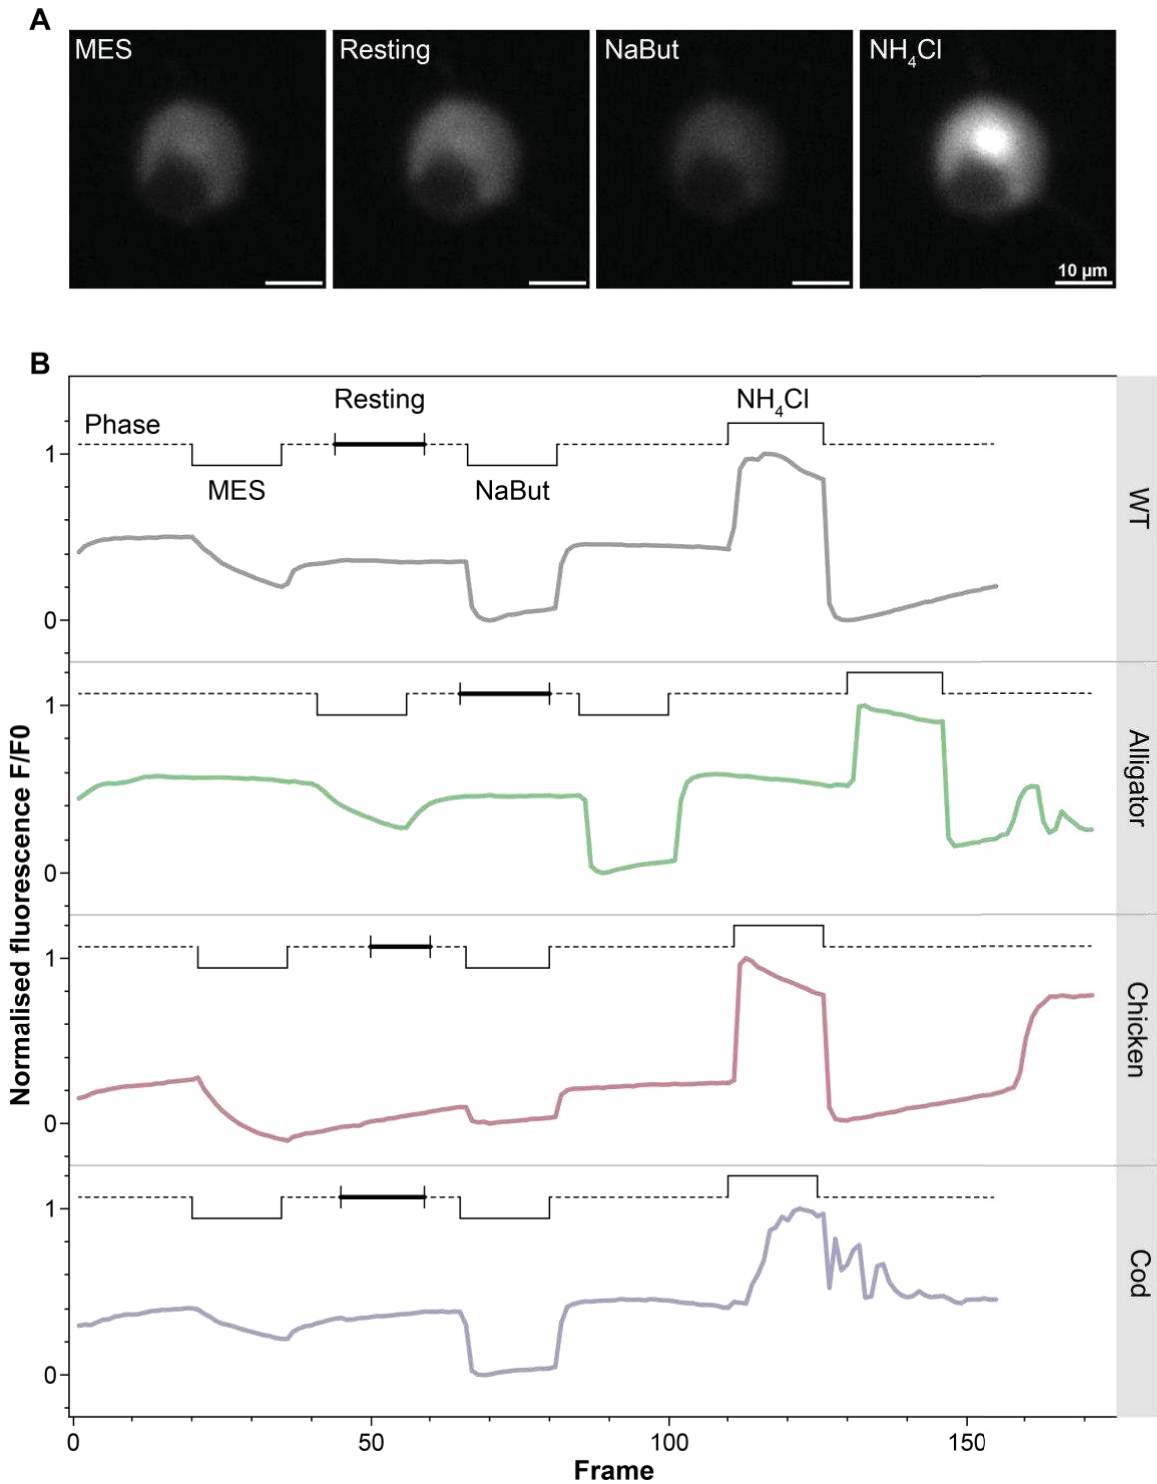 A
MES
Resting
NaBut
NH4Cl
10 µm
B
Phase
Resting
NH4Cl
MES
NaBut
1
0
WT
1
0
Alligator
1
0
Chicken
1
0
Cod
Normalised fluorescence F/F0
0
50
100
150
Frame